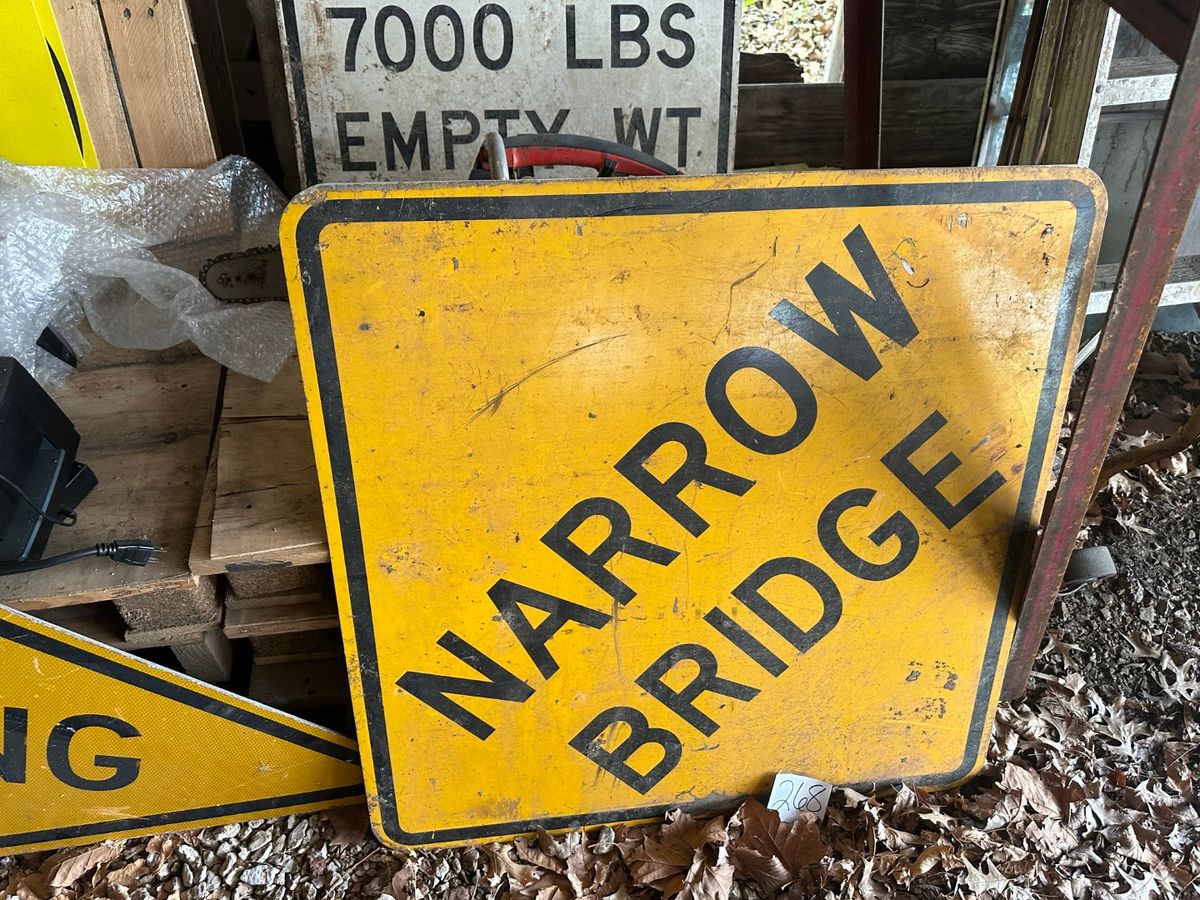 7000 LBS
EMPTY WT
NARROW
BRIDGE
NG
268